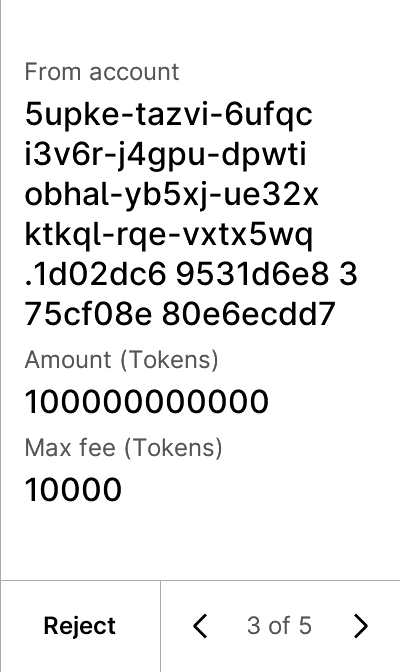 From account
5upke-tazvi-6ufqc
i3v6r-j4gpu-dpwti
obhal-yb5xj-ue32x
ktkql-rqe-vxtx5wq
.1d02dc6 9531d6e8 3
75cf08e 80e6ecdd7
Amount (Tokens)
100000000000
Max fee (Tokens)
10000
Reject
3 of 5